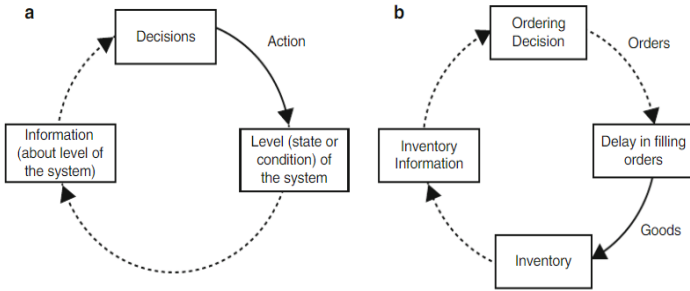 a
Decisions
Action
Information
(about level of
the system)
Level (state or
condition) of
the system
b
Ordering
Decision
Orders
Inventory
Information
Delay in filling
orders
Goods
Inventory